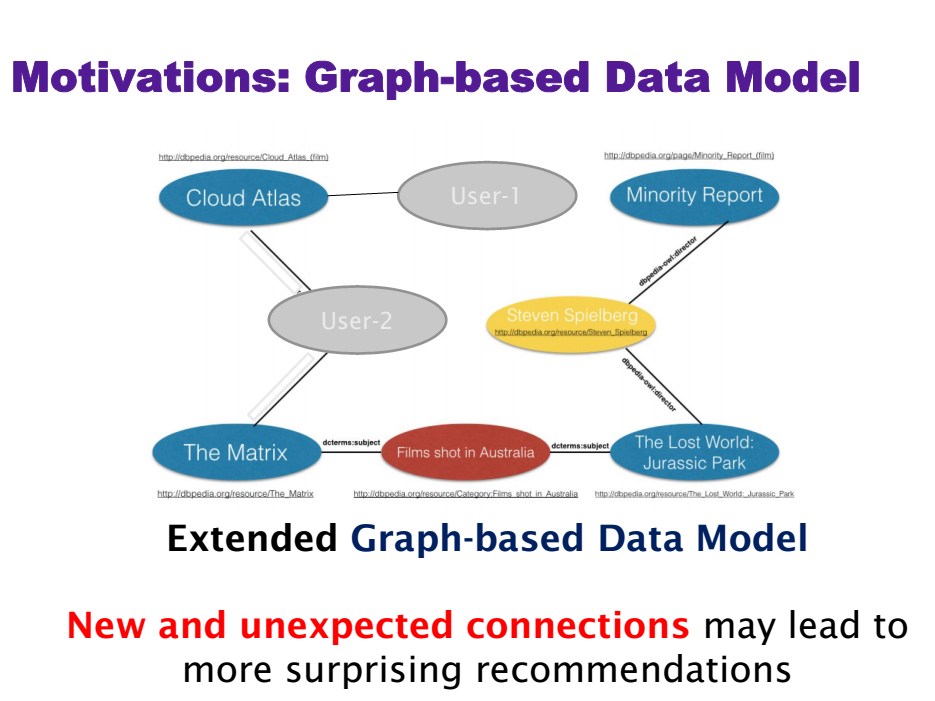 Motivations: Graph-based Data Model
http://dbpedia.org/resource/Cloud_Atlas_(film)
http://dbpedia.org/page/Minority_Report_(film)
Cloud Atlas
User-1
Minority Report
dbpedia-owl:director
User-2
Steven Spielberg
http://dbpedia.org/resource/Steven_Spielberg
dbpedia-owl:director
The Matrix
dcterms:subject
Films shot in Australia
dcterms:subject
The Lost World:
Jurassic Park
http://dbpedia.org/resource/The_Matrix
http://dbpedia.org/resource/Category:Films_shot_in_Australia
http://dbpedia.org/resource/The_Lost_World:_Jurassic_Park
Extended Graph-based Data Model
New and unexpected connections may lead to
more surprising recommendations